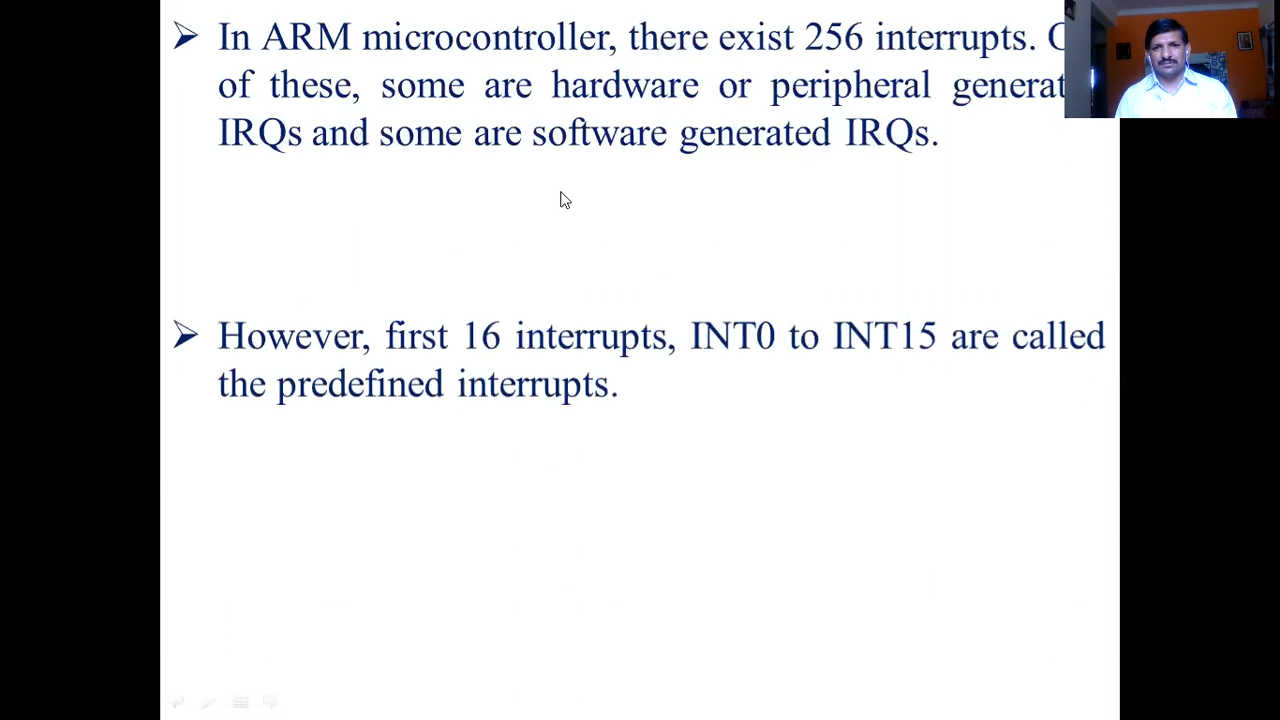 ➢ In ARM microcontroller, there exist 256 interrupts.
of these, some are hardware or peripheral
IRQs and some are software generated IRQs.
➢ However, first 16 interrupts, INT0 to INT15 are called
the predefined interrupts.